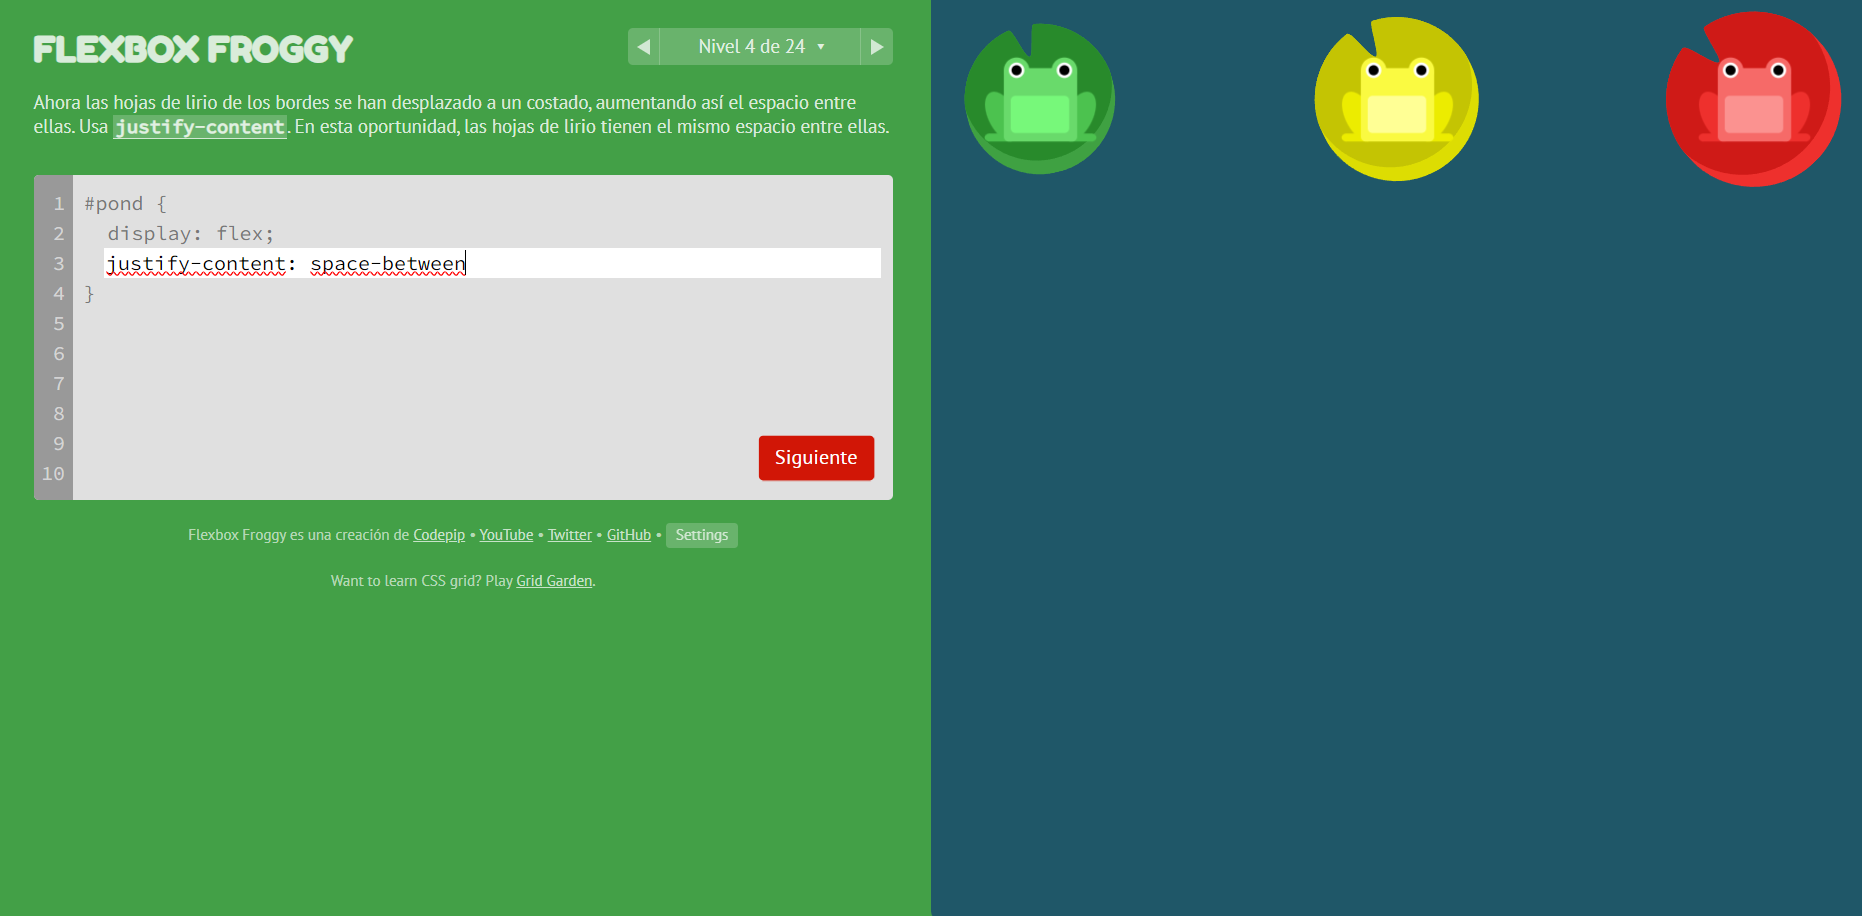 FLEXBOX FROGGY
Nivel 4 de 24
Ahora las hojas de lirio de los bordes se han desplazado a un costado, aumentando así el espacio entre
ellas. Usa justify-content. En esta oportunidad, las hojas de lirio tienen el mismo espacio entre ellas.
1 #pond {
2 display: flex;
3 justify-content: space-between
4 }
5
6
7
8
9
10
Siguiente
Flexbox Froggy es una creación de Codepip • YouTube • Twitter • GitHub • Settings
Want to learn CSS grid? Play Grid Garden.